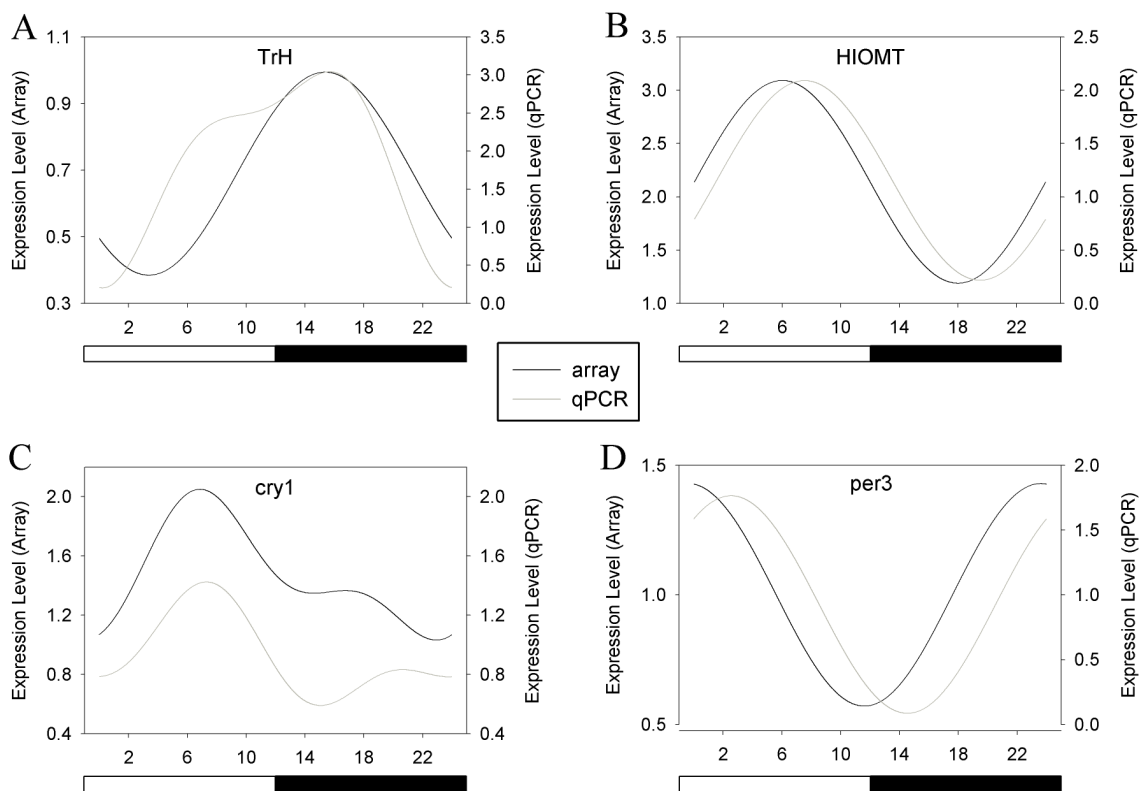 A
TrH
Expression Level (Array)
1.1
0.9
0.7
0.5
0.3
3.5
3.0
2.5
2.0
1.5
1.0
0.5
0.0
Expression Level (qPCR)
2 6 10 14 18 22
B
HIOMT
Expression Level (Array)
3.5
3.0
2.5
2.0
1.5
1.0
2.5
2.0
1.5
1.0
0.5
0.0
Expression Level (qPCR)
2 6 10 14 18 22
array
qPCR
C
cry1
Expression Level (Array)
2.0
1.6
1.2
0.8
0.4
2.0
1.6
1.2
0.8
0.4
Expression Level (qPCR)
2 6 10 14 18 22
D
per3
Expression Level (Array)
1.5
1.0
0.5
2.0
1.5
1.0
0.5
0.0
Expression Level (qPCR)
2 6 10 14 18 22